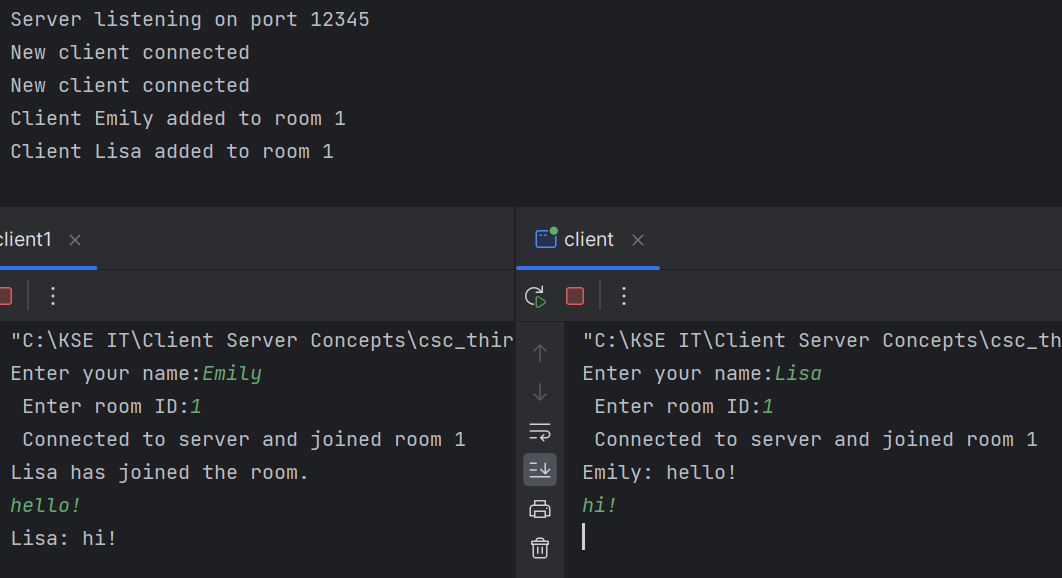 Server listening on port 12345
New client connected
New client connected
Client Emily added to room 1
Client Lisa added to room 1
client1
"C:\KSE IT\Client Server Concepts\csc_thir
Enter your name:Emily
Enter room ID:1
Connected to server and joined room 1
Lisa has joined the room.
hello!
Lisa: hi!
client
"C:\KSE IT\Client Server Concepts\csc_th
Enter your name:Lisa
Enter room ID:1
Connected to server and joined room 1
Emily: hello!
hi!